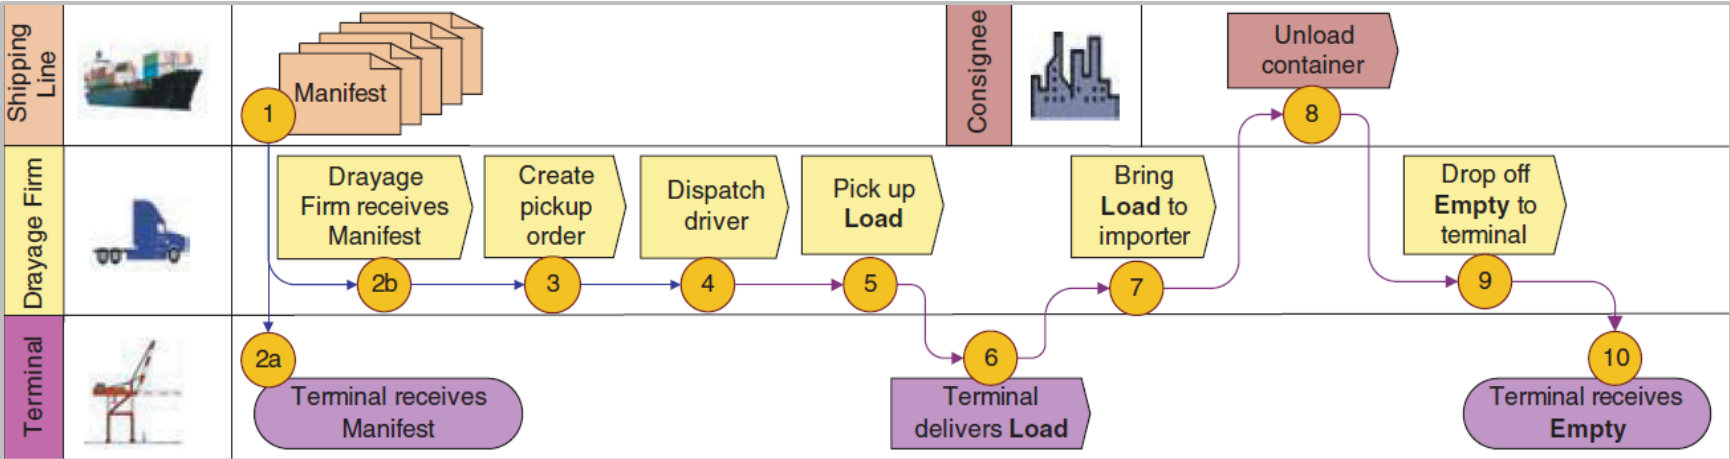 Shipping
Line
Manifest
1
Consignee
Unload
container
8
Drayage Firm
Drayage
Firm receives
Manifest
2b
Create
pickup
order
3
Dispatch
driver
4
Pick up
Load
5
Bring
Load to
importer
7
Drop off
Empty to
terminal
9
Terminal
2a
Terminal receives
Manifest
6
Terminal
delivers Load
10
Terminal receives
Empty